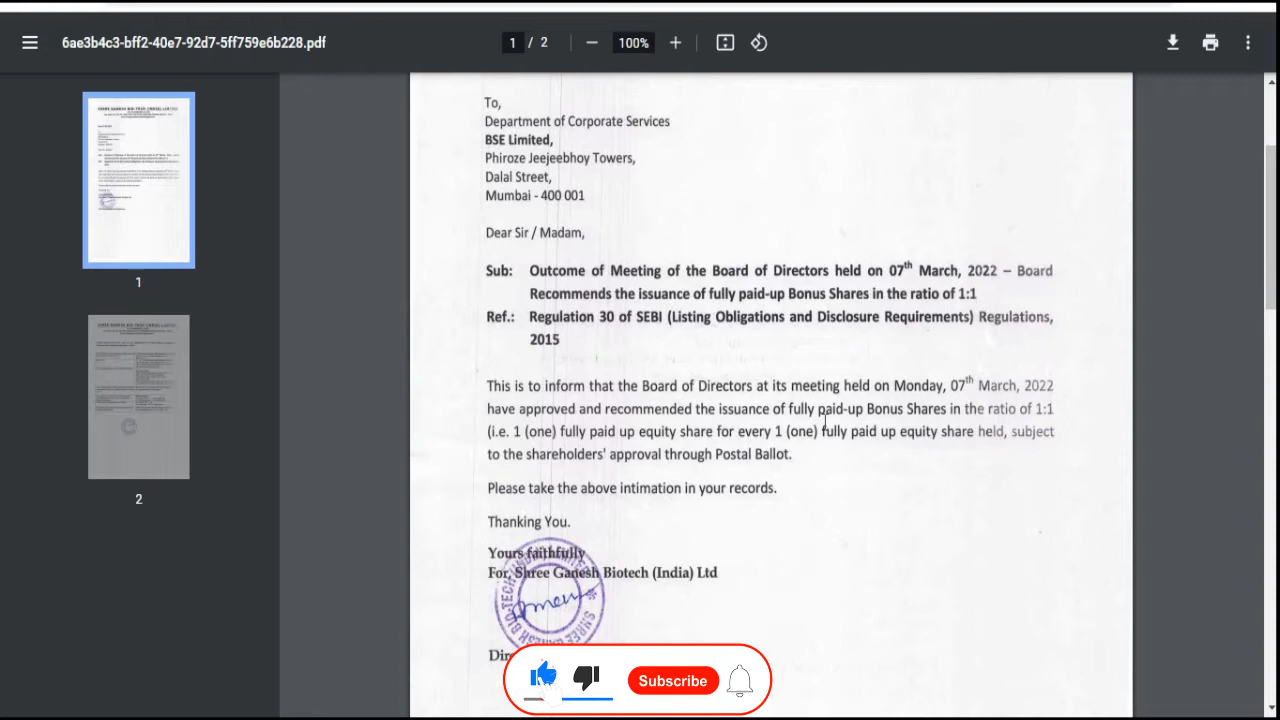 6ae3b4c3-bff2-40e7-92d7-5ff759e6b228.pdf
1 / 2
100%
To,
Department of Corporate Services
BSE Limited,
Phiroze Jeejeebhoy Towers,
Dalal Street,
Mumbai - 400 001
Dear Sir / Madam,
Sub: Outcome of Meeting of the Board of Directors held on 07th March, 2022 – Board
Recommends the issuance of fully paid-up Bonus Shares in the ratio of 1:1
Ref.: Regulation 30 of SEBI (Listing Obligations and Disclosure Requirements) Regulations,
2015
This is to inform that the Board of Directors at its meeting held on Monday, 07th March, 2022
have approved and recommended the issuance of fully paid-up Bonus Shares in the ratio of 1:1
(i.e. 1 (one) fully paid up equity share for every 1 (one) fully paid up equity share held, subject
to the shareholders' approval through Postal Ballot.
Please take the above intimation in your records.
Thanking You.
Yours faithfully
For, Shree Ganesh Biotech (India) Ltd
1
2
Subscribe